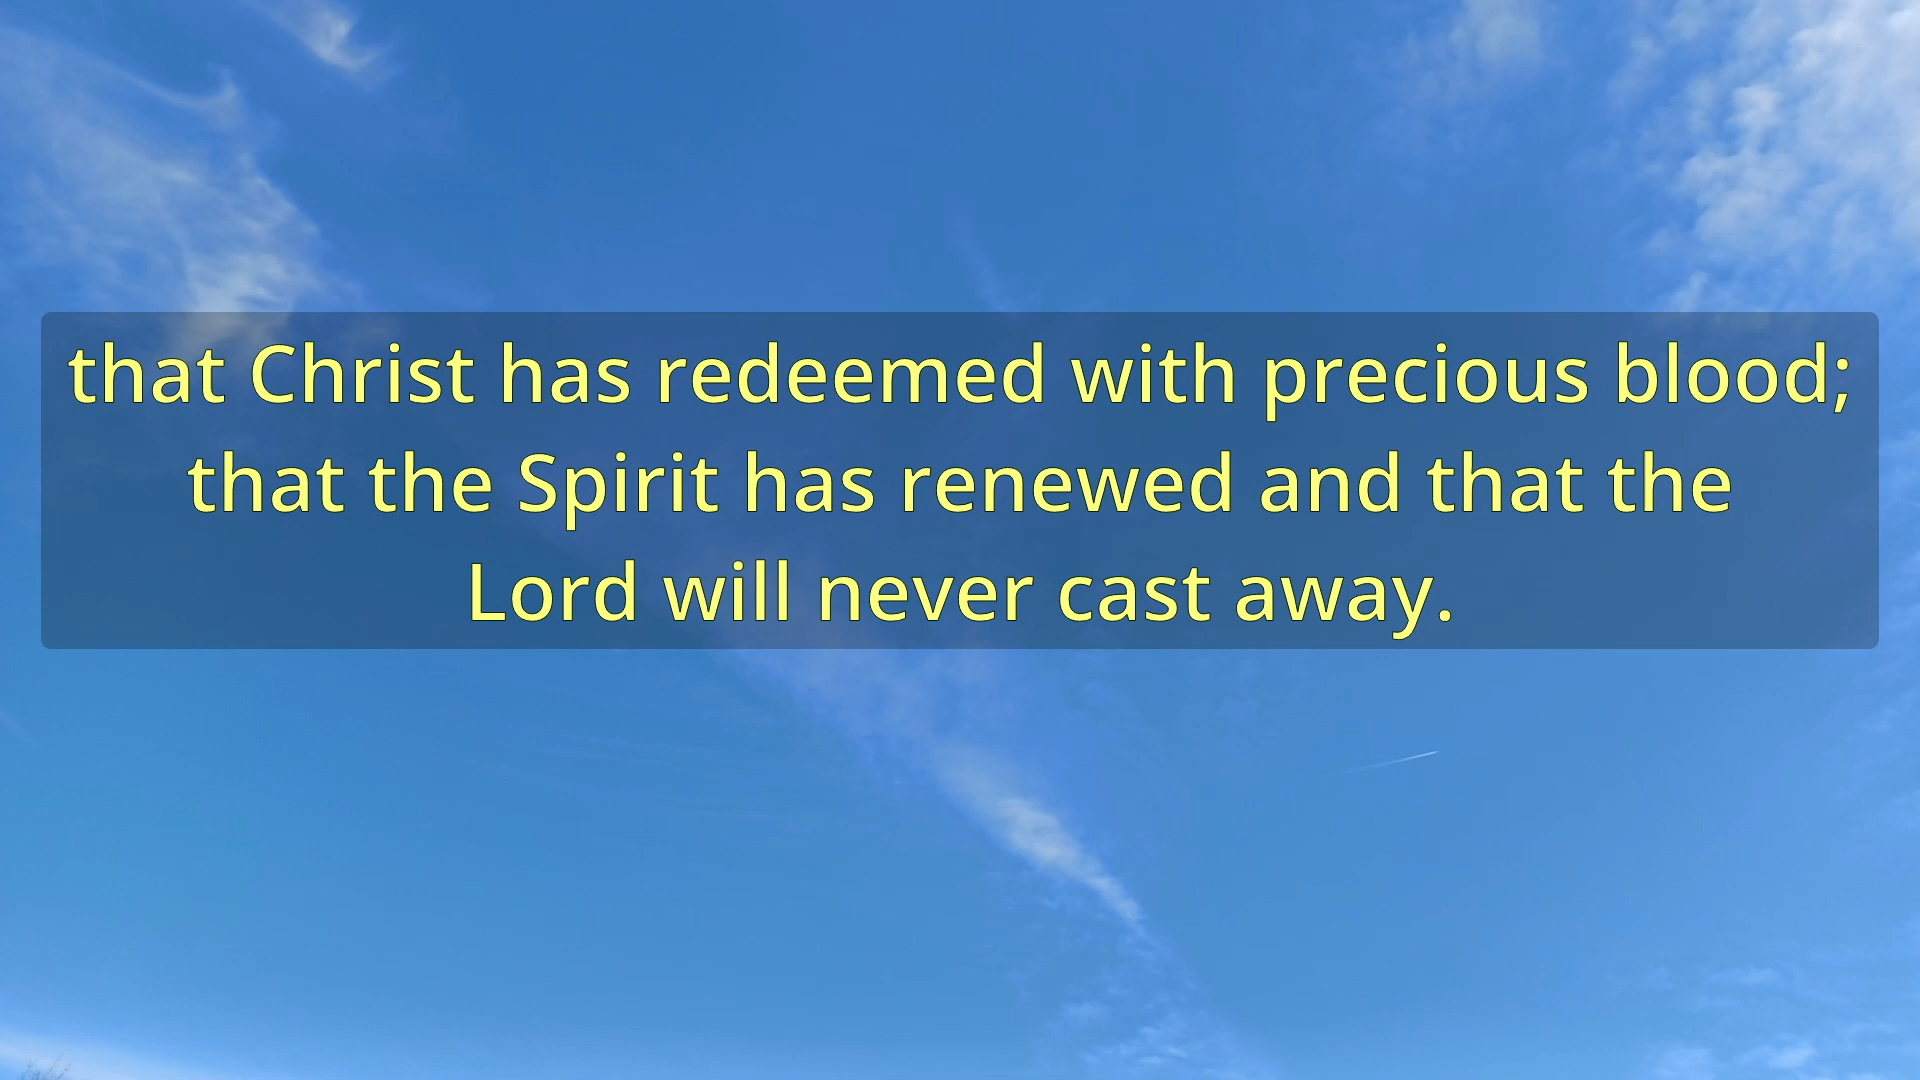 that Christ has redeemed with precious blood;
that the Spirit has renewed and that the
Lord will never cast away.